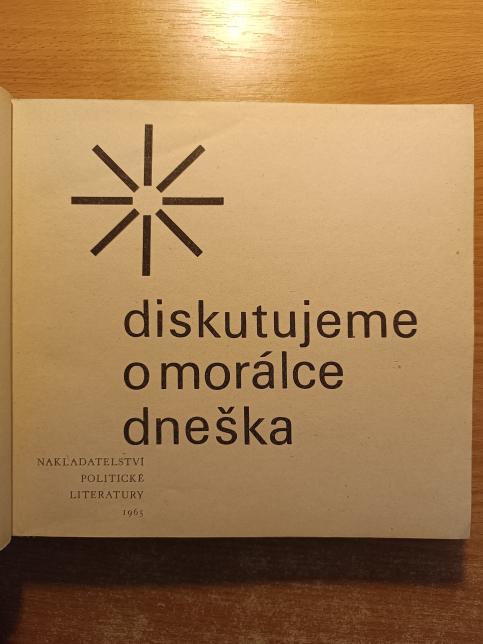 diskutujeme
o morálce
dneška
NAKLADATELSTVÍ
POLITICKÉ
LITERATURY
1965